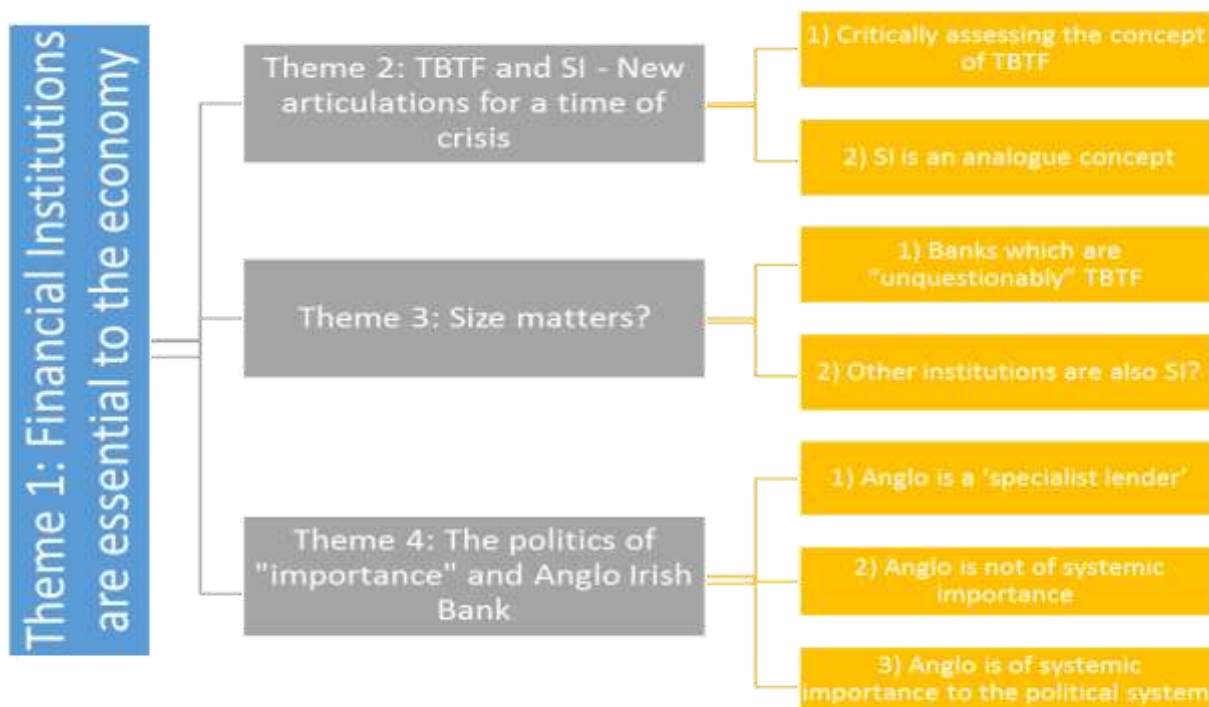 Theme 1: Financial Institutions
are essential to the economy
Theme 2: TBTF and SI - New
articulations for a time of
crisis
1) Critically assessing the concept
of TBTF
2) SI is an analogue concept
Theme 3: Size matters?
1) Banks which are
"unquestionably" TBTF
2) Other institutions are also SI?
Theme 4: The politics of
"importance" and Anglo Irish
Bank
1) Anglo is a 'specialist lender'
2) Anglo is not of systemic
importance
3) Anglo is of systemic
importance to the political system